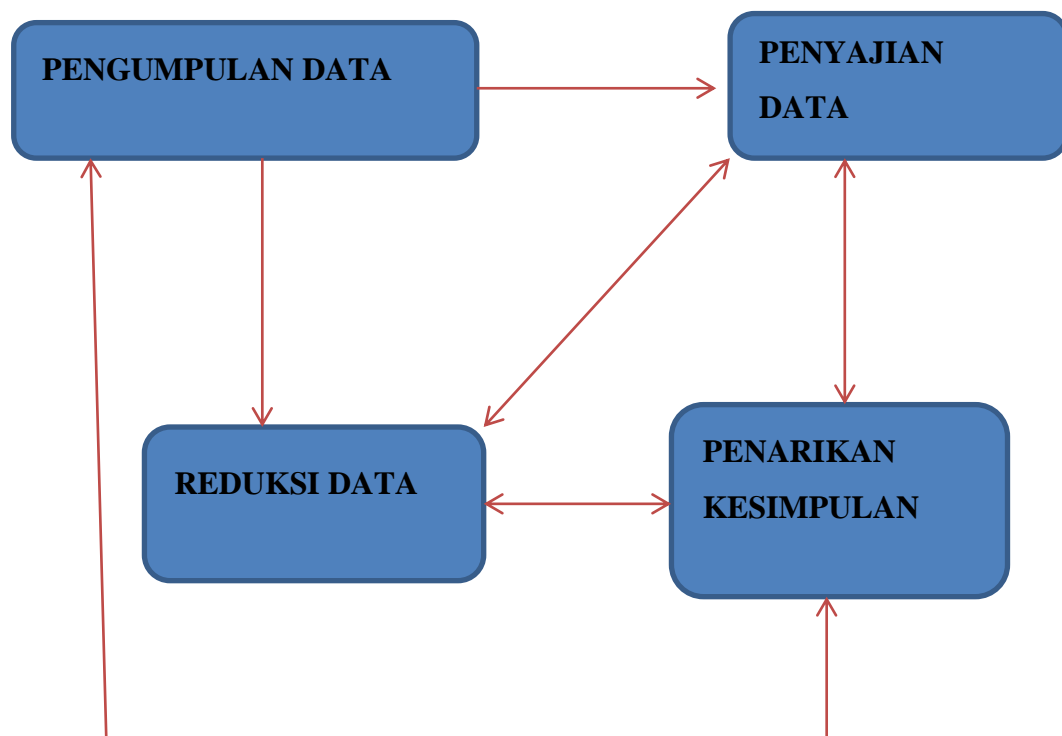 PENGUMPULAN DATA
PENYAJIAN
DATA
REDUKSI DATA
PENARIKAN
KESIMPULAN